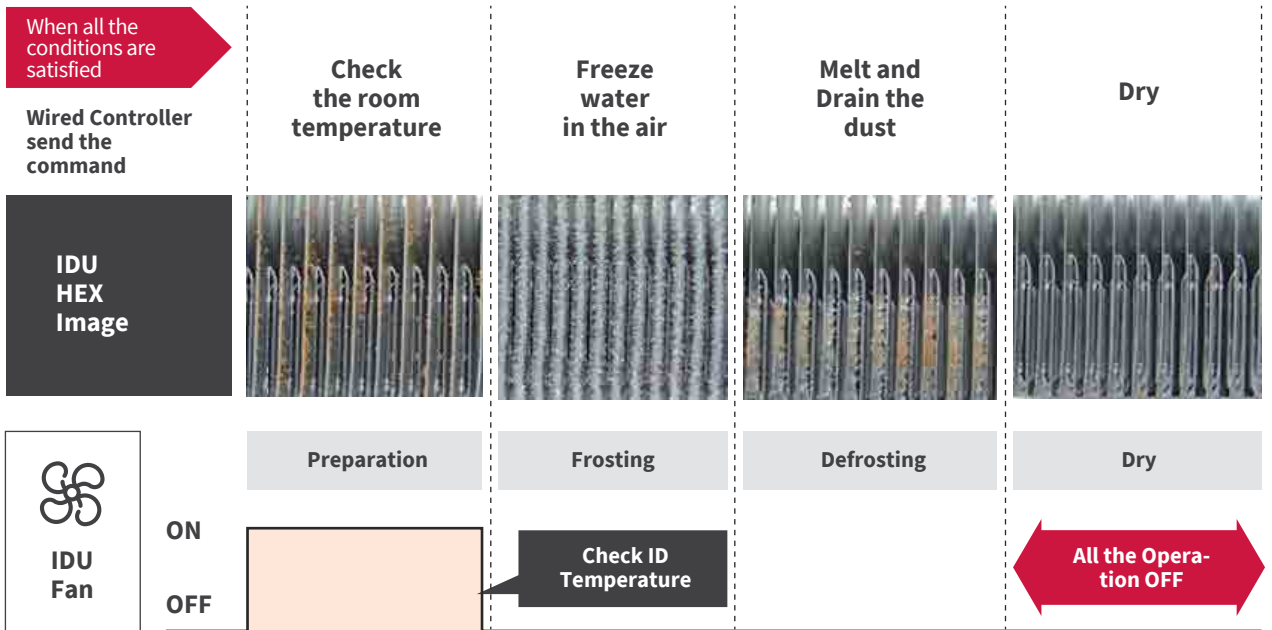 When all the
conditions are
satisfied
Wired Controller
send the
command
Check
the room
temperature
Freeze
water
in the air
Melt and
Drain the
dust
Dry
IDU
HEX
Image
Preparation
Frosting
Defrosting
Dry
IDU
Fan
ON
OFF
Check ID
Temperature
All the Opera-
tion OFF